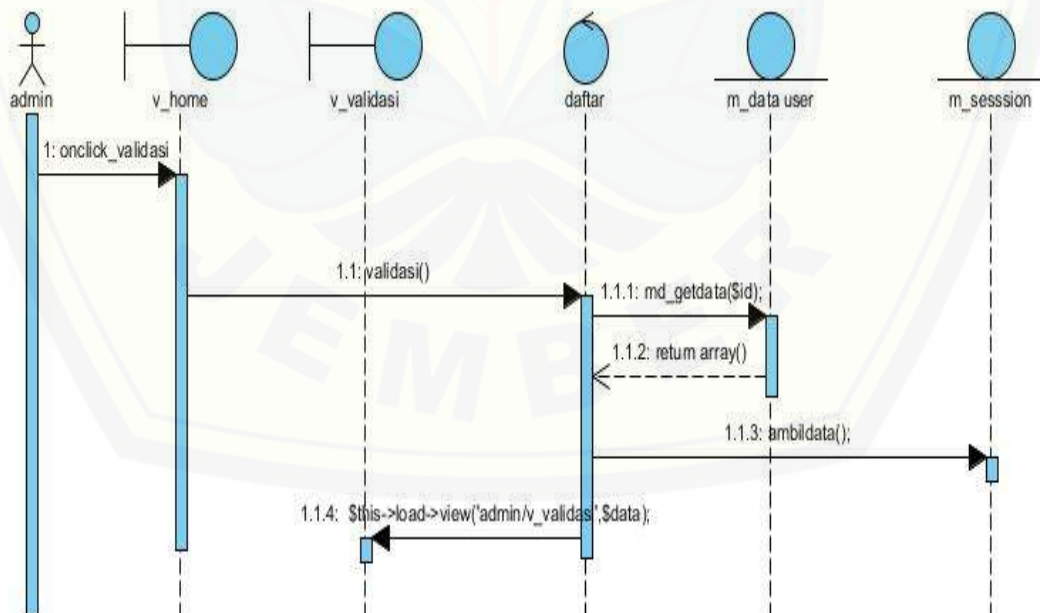 admin
v_home
v_validasi
daftar
m_data user
m_sesssion
1: onclick_validasi
1.1: validasi()
1.1.1: md_getdata($id);
1.1.2: return array()
1.1.3: ambildata();
1.1.4: $this->load->view('admin/v_validasi',$data);
JEMBER